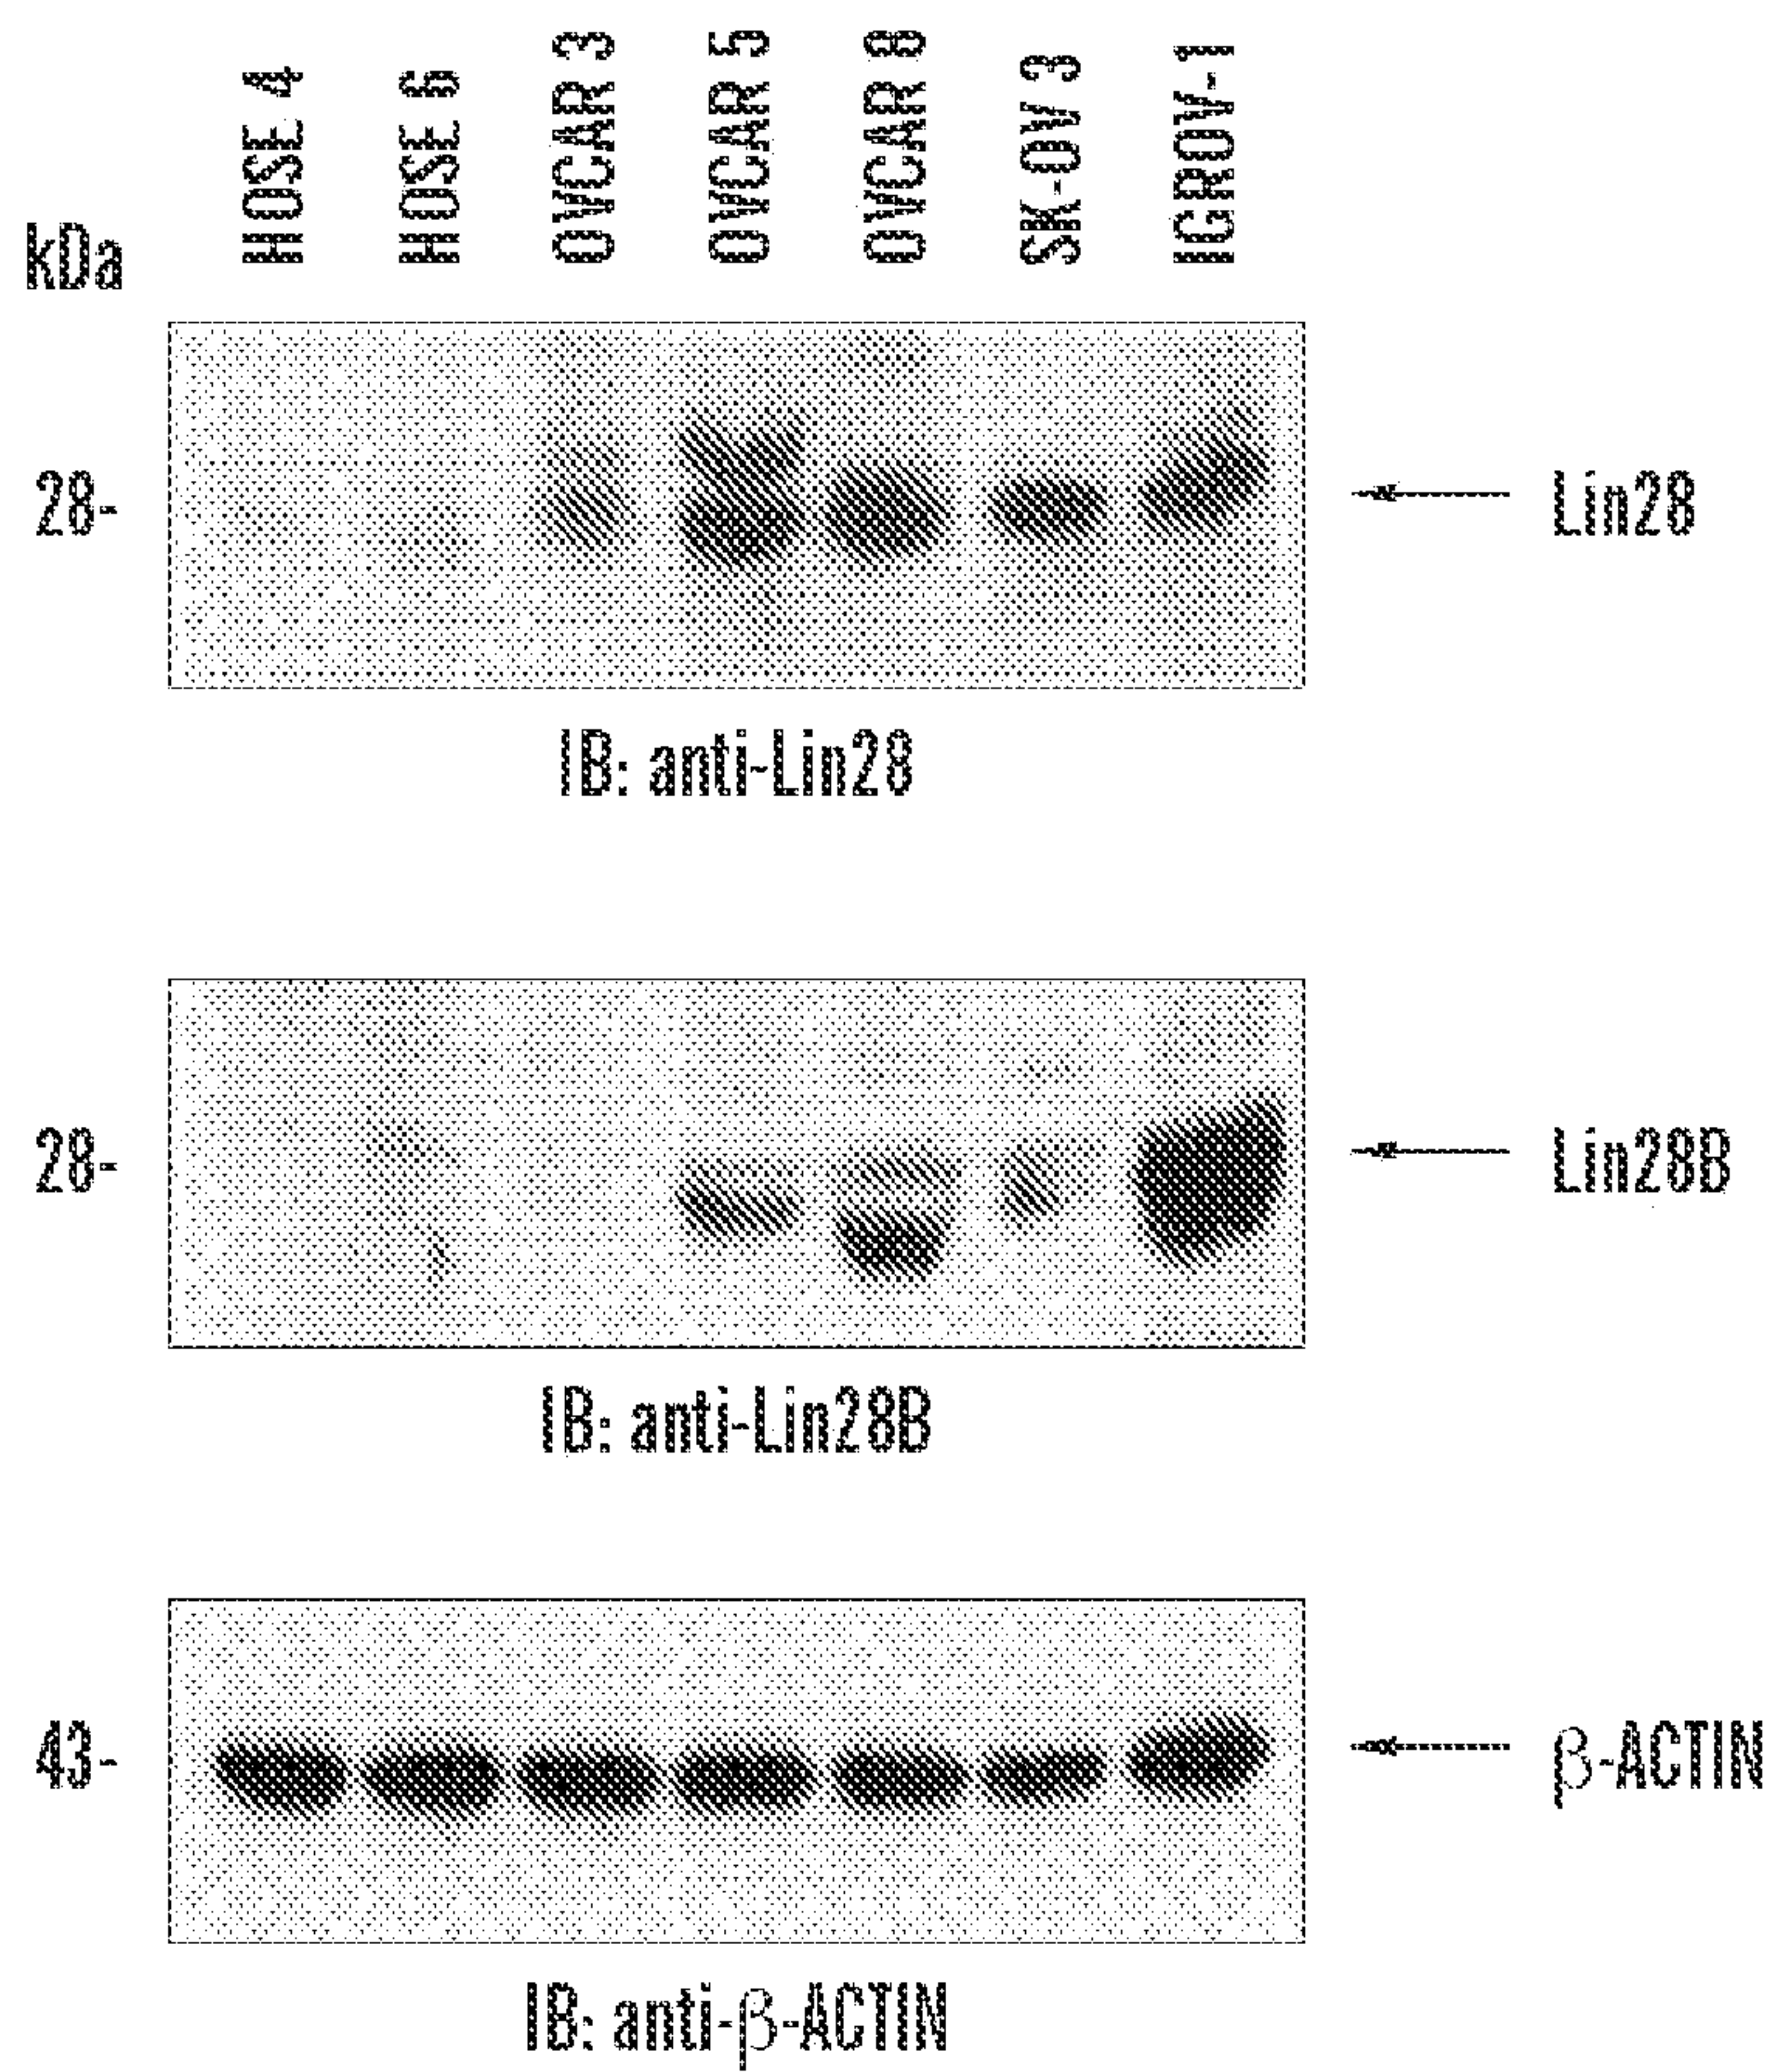 kDa
HOSE 4
HOSE 6
OVCAR 3
OVCAR 5
OVCAR 8
SK-OV 3
IGROV-1
28-
Lin28
IB: anti-Lin28
28-
Lin28B
IB: anti-Lin28B
43-
β-ACTIN
IB: anti-β-ACTIN